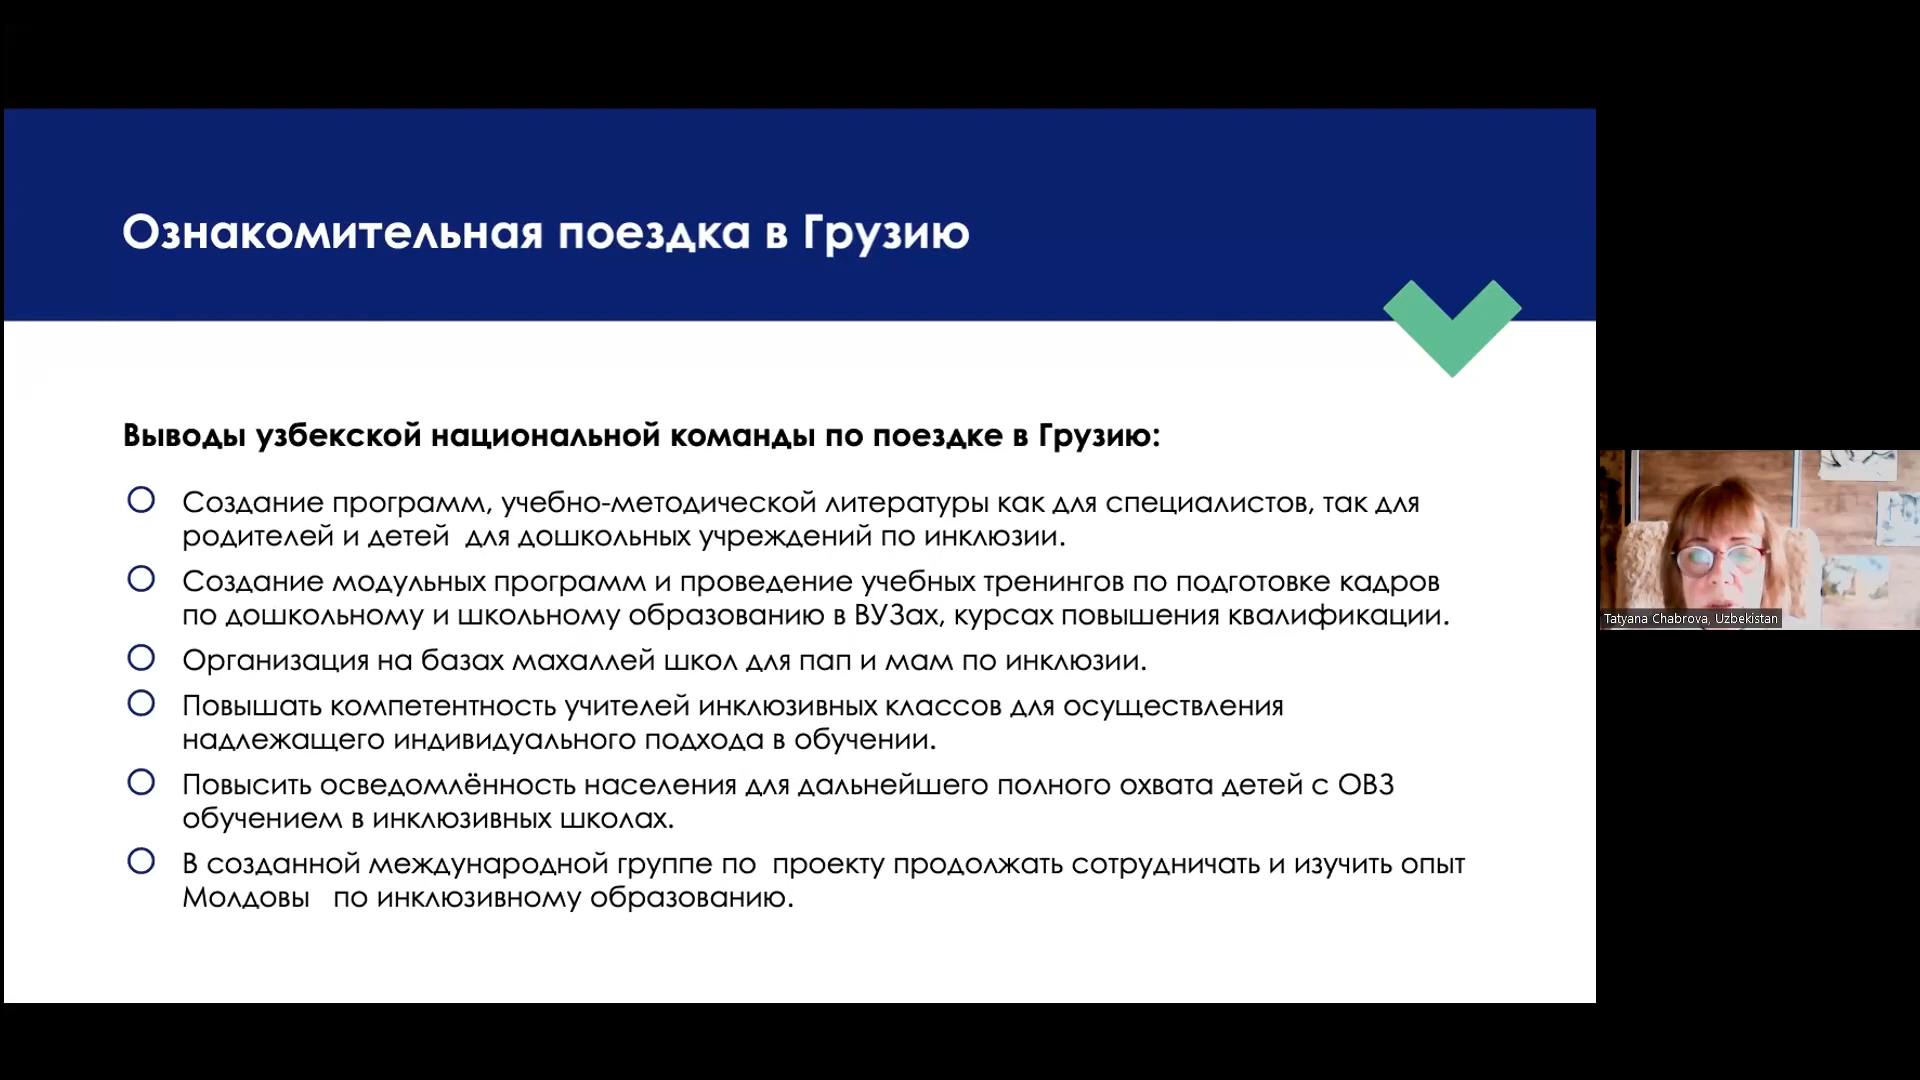 Ознакомительная поездка в Грузию
Выводы узбекской национальной команды по поездке в Грузию:
Создание программ, учебно-методической литературы как для специалистов, так для
родителей и детей  для дошкольных учреждений по инклюзии.
Создание модульных программ и проведение учебных тренингов по подготовке кадров
по дошкольному и школьному образованию в ВУЗах, курсах повышения квалификации.
Организация на базах махаллей школ для пап и мам по инклюзии.
Повышать компетентность учителей инклюзивных классов для осуществления
надлежащего индивидуального подхода в обучении.
Повысить осведомлённость населения для дальнейшего полного охвата детей с ОВЗ
обучением в инклюзивных школах.
В созданной международной группе по  проекту продолжать сотрудничать и изучить опыт
Молдовы   по инклюзивному образованию.
Tatyana Chabrova, Uzbekistan